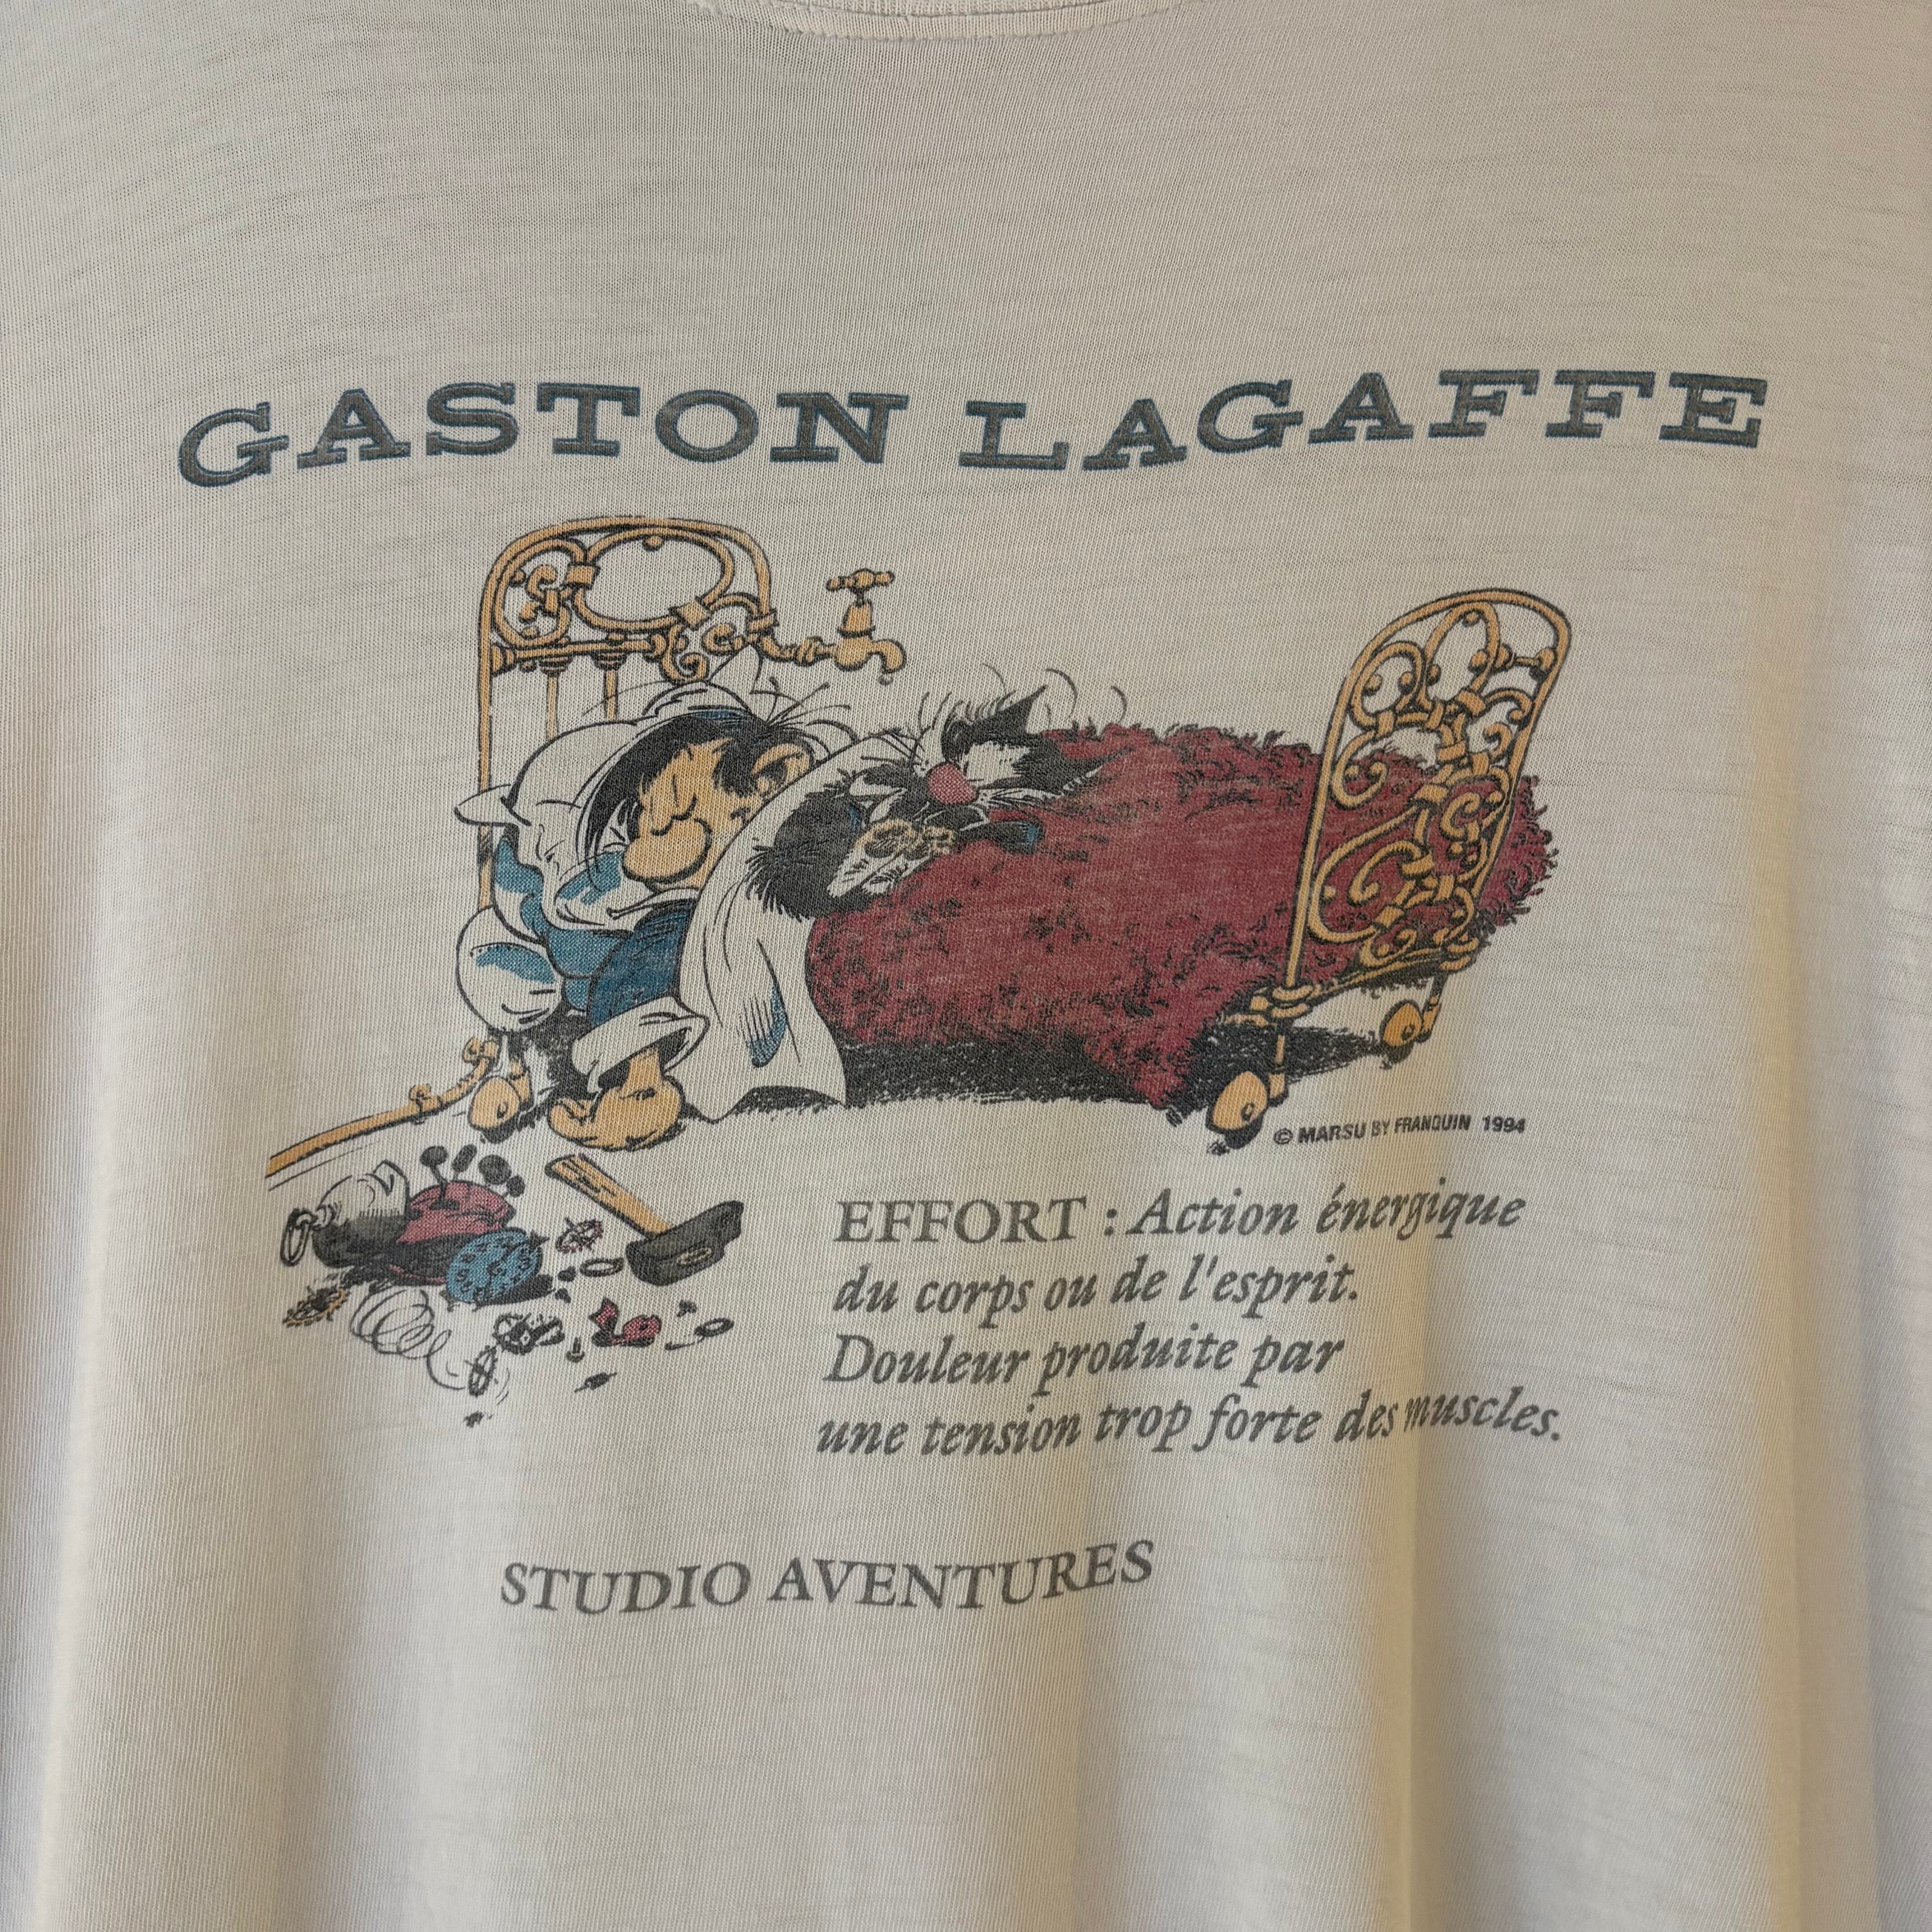 GASTON LAGAFFE
© MARSU BY FRANQUIN 1994
EFFORT : Action énergique
du corps ou de l'esprit.
Douleur produite par
une tension trop forte des muscles.
STUDIO AVENTURES